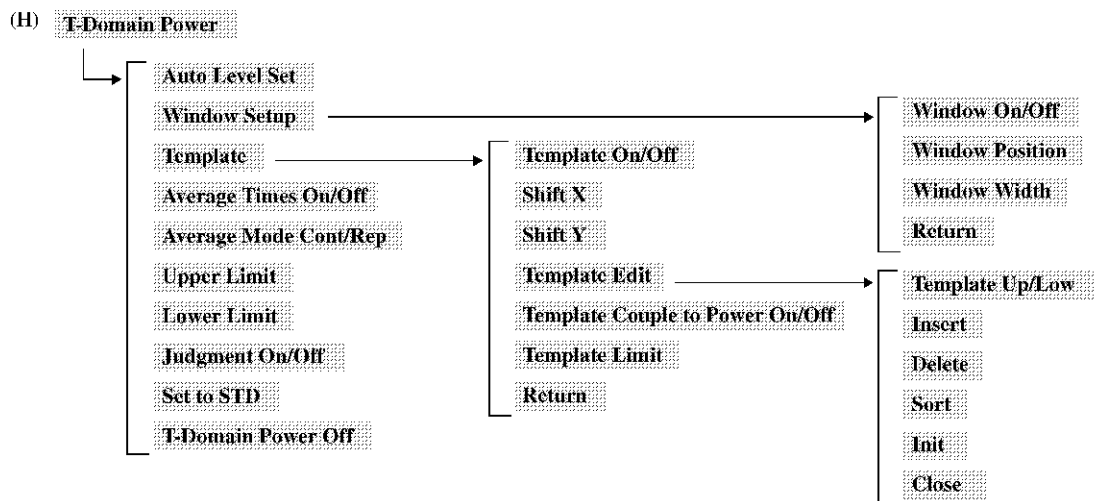 (H) T-Domain Power
Auto Level Set
Window Setup
Template
Average Times On/Off
Average Mode Cont/Rep
Upper Limit
Lower Limit
Judgment On/Off
Set to STD
T-Domain Power Off
Template On/Off
Shift X
Shift Y
Template Edit
Template Couple to Power On/Off
Template Limit
Return
Window On/Off
Window Position
Window Width
Return
Template Up/Low
Insert
Delete
Sort
Init
Close